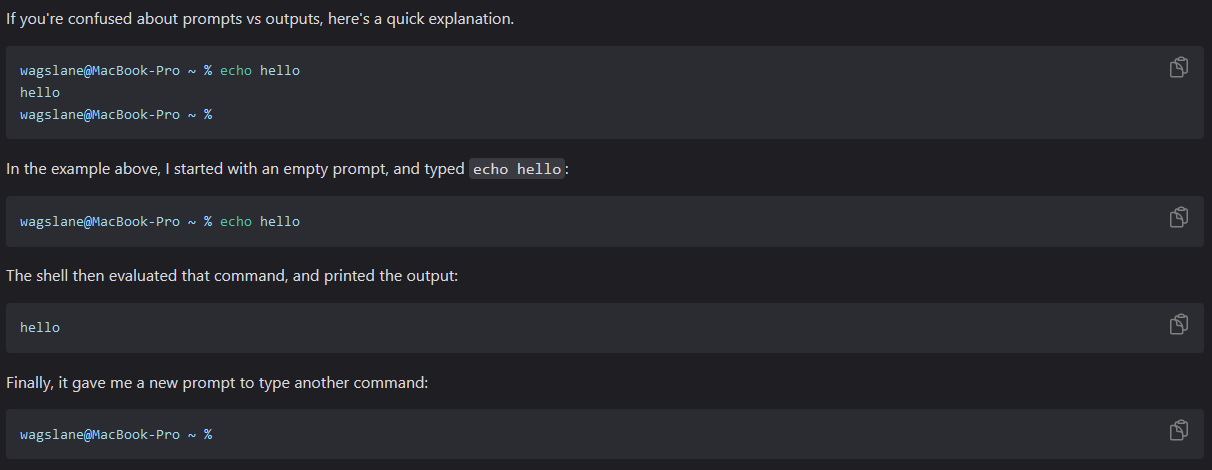 If you're confused about prompts vs outputs, here's a quick explanation.
wagslane@MacBook-Pro ~ % echo hello
hello
wagslane@MacBook-Pro ~ %
In the example above, I started with an empty prompt, and typed echo hello:
wagslane@MacBook-Pro ~ % echo hello
The shell then evaluated that command, and printed the output:
hello
Finally, it gave me a new prompt to type another command:
wagslane@MacBook-Pro ~ %